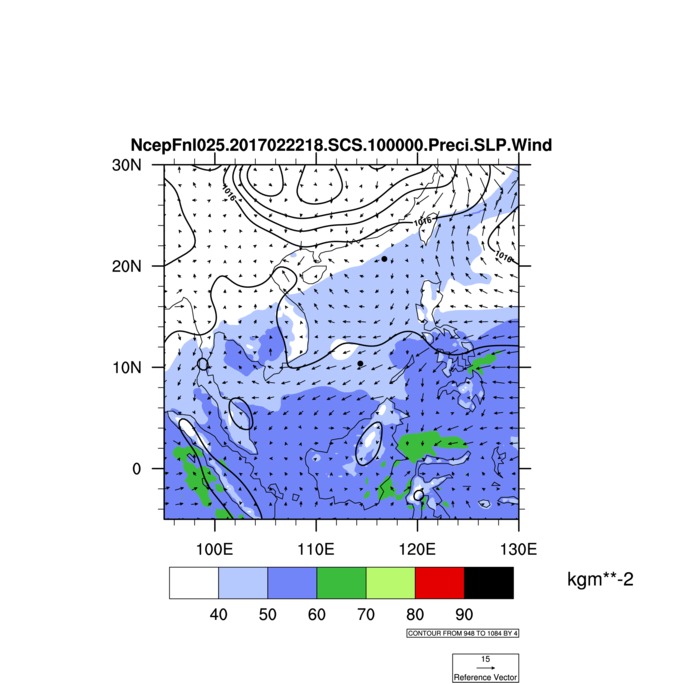 NcepFnl025.2017022218.SCS.100000.Preci.SLP.Wind
30N
20N
10N
0
1016
1016
1016
100E 110E 120E 130E
40 50 60 70 80 90
kgm**-2
CONTOUR FROM 948 TO 1084 BY 4
15
Reference Vector